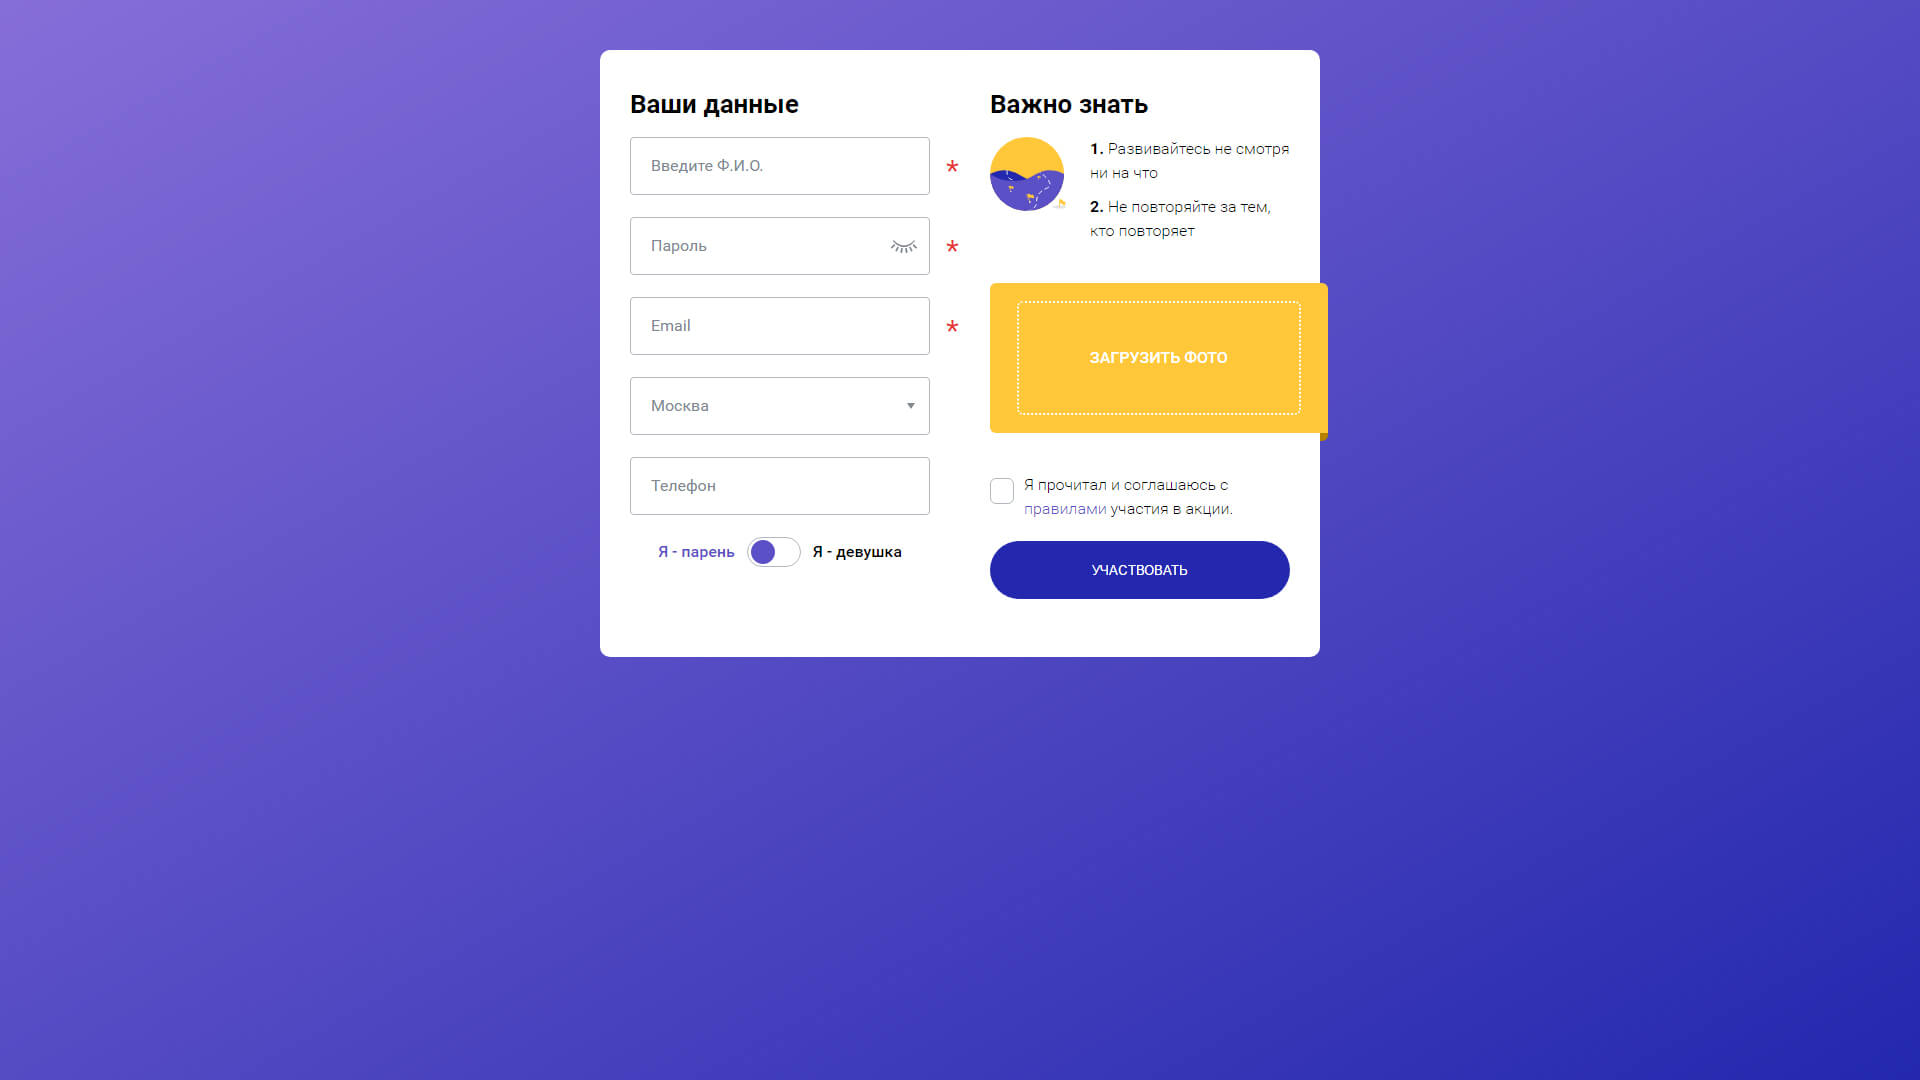 Ваши данные
Введите Ф.И.О.
*
Пароль
*
Email
*
Москва
Телефон
Я - парень
Я - девушка
Важно знать
1. Развивайтесь не смотря
ни на что
2. Не повторяйте за тем,
кто повторяет
ЗАГРУЗИТЬ ФОТО
Я прочитал и соглашаюсь с
правилами участия в акции.
УЧАСТВОВАТЬ